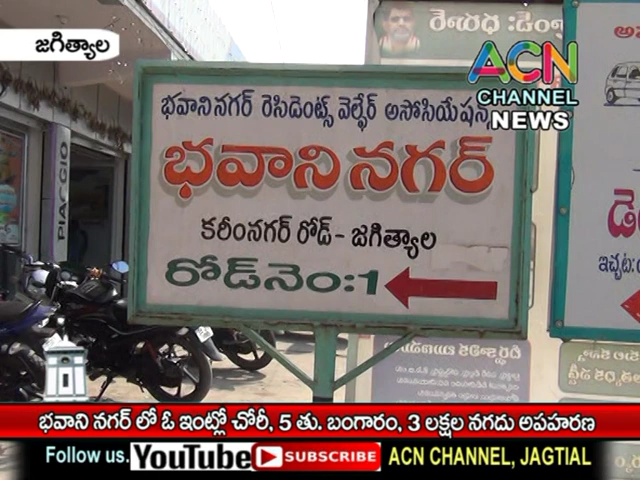 జగిత్యాల
ACN
CHANNEL
NEWS
భవానినగర్ రెసిడెంట్స్ వెల్ఫేర్ అసోసియేషన్
భవాని నగర్
కరీంనగర్ రోడ్ - జగిత్యాల
రోడ్ నెం:1
PIAGGIO
భవాని నగర్ లో ఓ ఇంట్లో చోరీ, 5 తు. బంగారం, 3 లక్షల నగదు అపహరణ
Follow us. YouTube SUBSCRIBE ACN CHANNEL, JAGTIAL